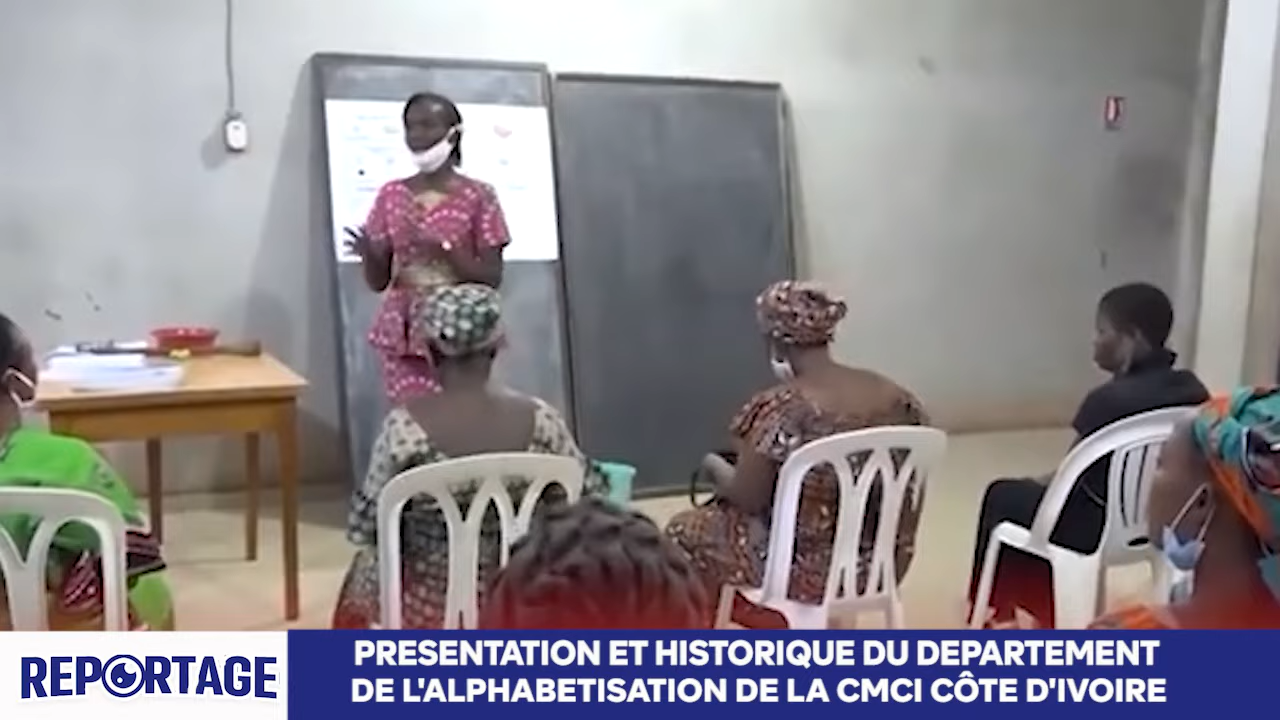 REPORTAGE
PRESENTATION ET HISTORIQUE DU DEPARTEMENT
DE L'ALPHABETISATION DE LA CMCI CÔTE D'IVOIRE